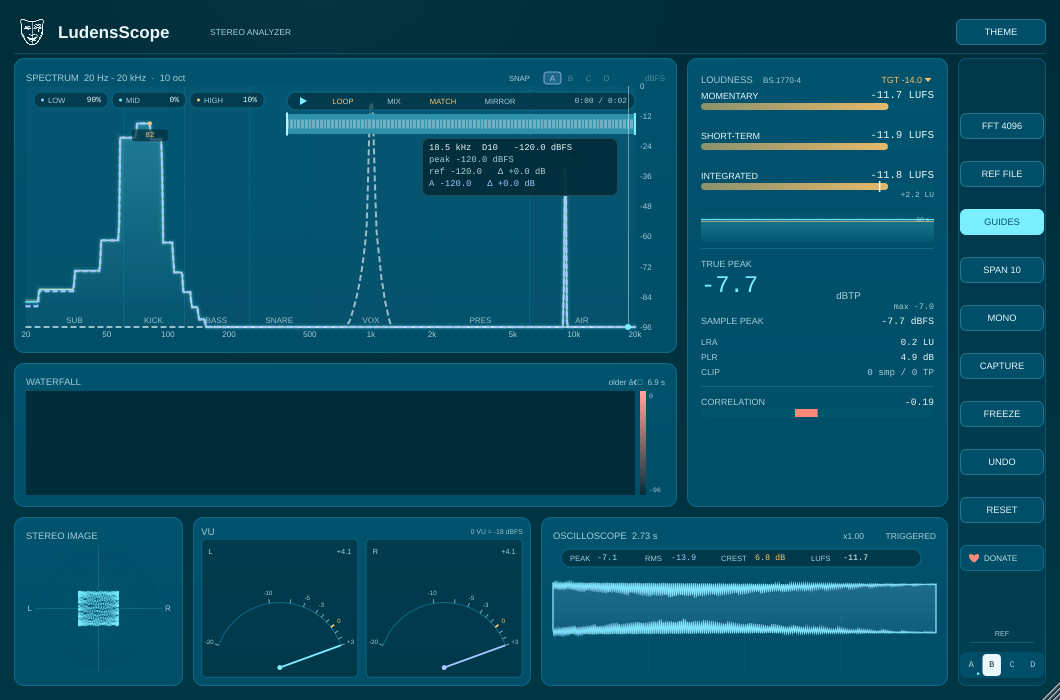 LudensScope
STEREO ANALYZER
THEME
SPECTRUM 20 Hz - 20 kHz · 10 oct
SNAP A B C D dBFS
LOW 90% MID 0% HIGH 10%
LOOP MIX MATCH MIRROR 0:00 / 0:02
82
18.5 kHz D10 -120.0 dBFS
peak -120.0 dBFS
ref -120.0 Δ +0.0 dB
A -120.0 Δ +0.0 dB
0
-12
-24
-36
-48
-60
-72
-84
-96
SUB KICK BASS SNARE VOX PRES AIR
20 50 100 200 500 1K 2k 5k 10k 20k
WATERFALL
older â€□ 6.9 s
0
-96
LOUDNESS BS.1770-4 TGT -14.0
MOMENTARY -11.7 LUFS
SHORT-TERM -11.9 LUFS
INTEGRATED -11.8 LUFS
+2.2 LU
TRUE PEAK
-7.7 dBTP
max -7.0
SAMPLE PEAK -7.7 dBFS
LRA 0.2 LU
PLR 4.9 dB
CLIP 0 smp / 0 TP
CORRELATION -0.19
FFT 4096
REF FILE
GUIDES
SPAN 10
MONO
CAPTURE
FREEZE
UNDO
RESET
DONATE
REF
A B C D
STEREO IMAGE
L R
VU 0 VU = -18 dBFS
L +4.1
-20 -10 -5 -3 0 +3
R +4.1
-20 -10 -5 -3 0 +3
OSCILLOSCOPE 2.73 s x1.00 TRIGGERED
PEAK -7.1 RMS -13.9 CREST 6.8 dB LUFS -11.7